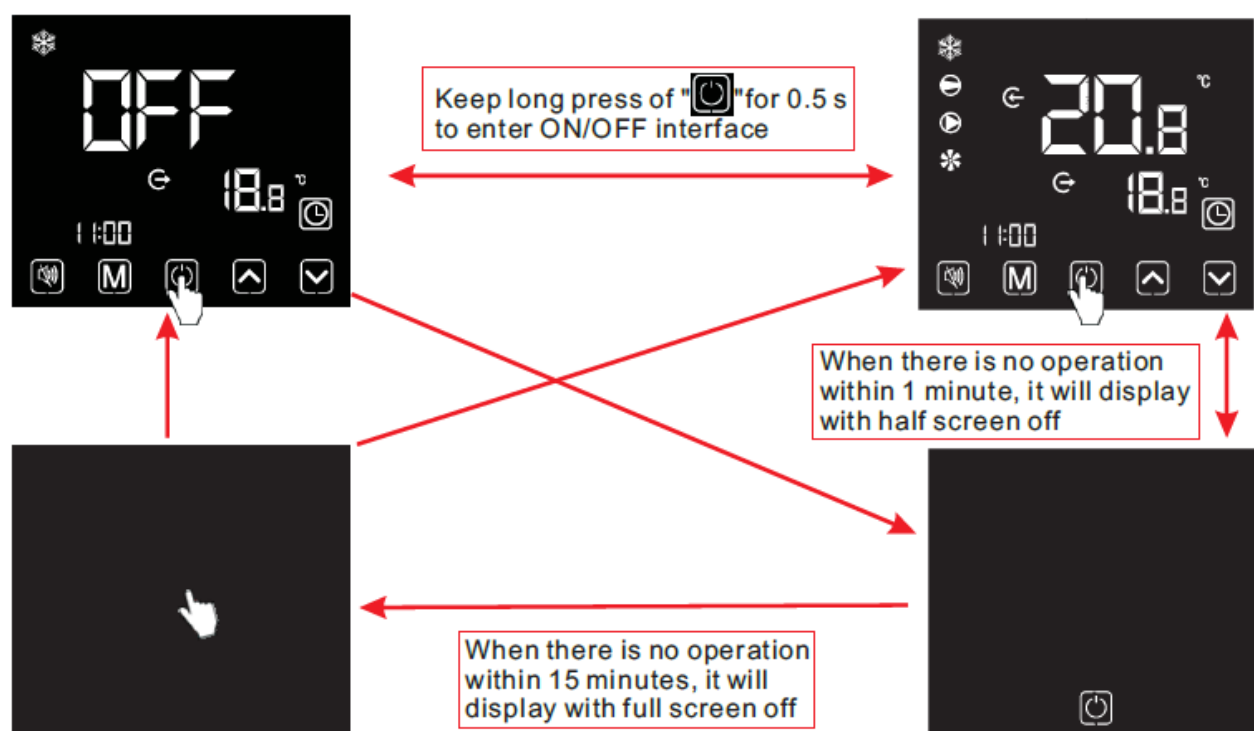 OFF
18.8 °C
11:00
M
Keep long press of " "for 0.5 s
to enter ON/OFF interface
20.8 °C
18.8 °C
11:00
M
When there is no operation
within 1 minute, it will display
with half screen off
When there is no operation
within 15 minutes, it will
display with full screen off